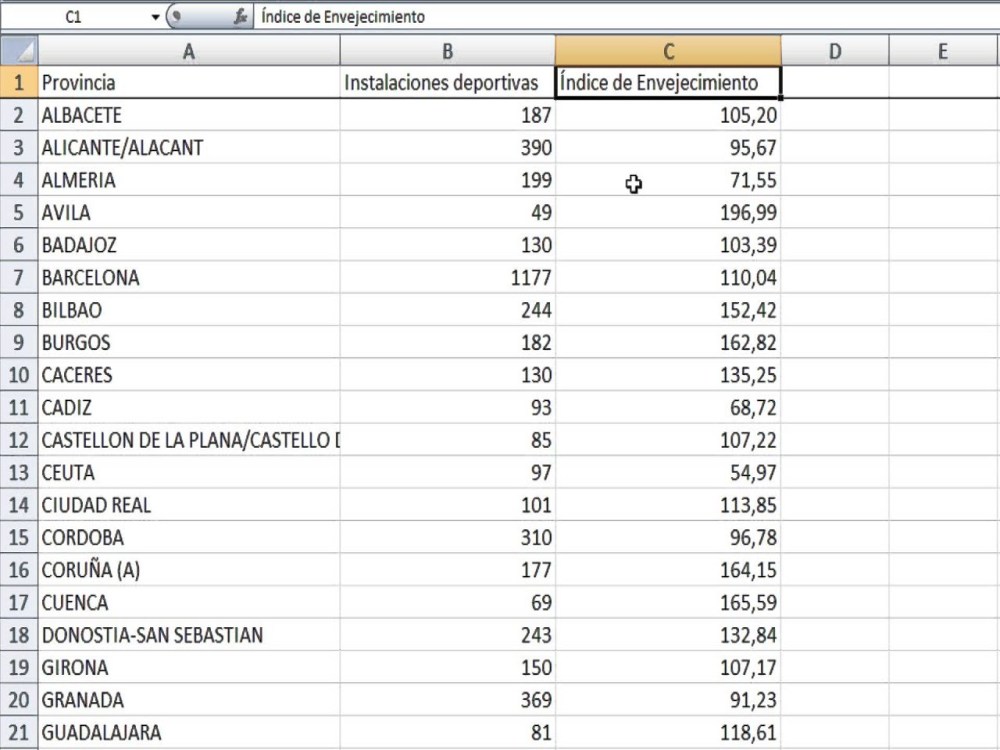 C1 fx Índice de Envejecimiento
A B C D E
1 Provincia Instalaciones deportivas Índice de Envejecimiento
2 ALBACETE 187 105,20
3 ALICANTE/ALACANT 390 95,67
4 ALMERIA 199 71,55
5 AVILA 49 196,99
6 BADAJOZ 130 103,39
7 BARCELONA 1177 110,04
8 BILBAO 244 152,42
9 BURGOS 182 162,82
10 CACERES 130 135,25
11 CADIZ 93 68,72
12 CASTELLON DE LA PLANA/CASTELLO D 85 107,22
13 CEUTA 97 54,97
14 CIUDAD REAL 101 113,85
15 CORDOBA 310 96,78
16 CORUÑA (A) 177 164,15
17 CUENCA 69 165,59
18 DONOSTIA-SAN SEBASTIAN 243 132,84
19 GIRONA 150 107,17
20 GRANADA 369 91,23
21 GUADALAJARA 81 118,61